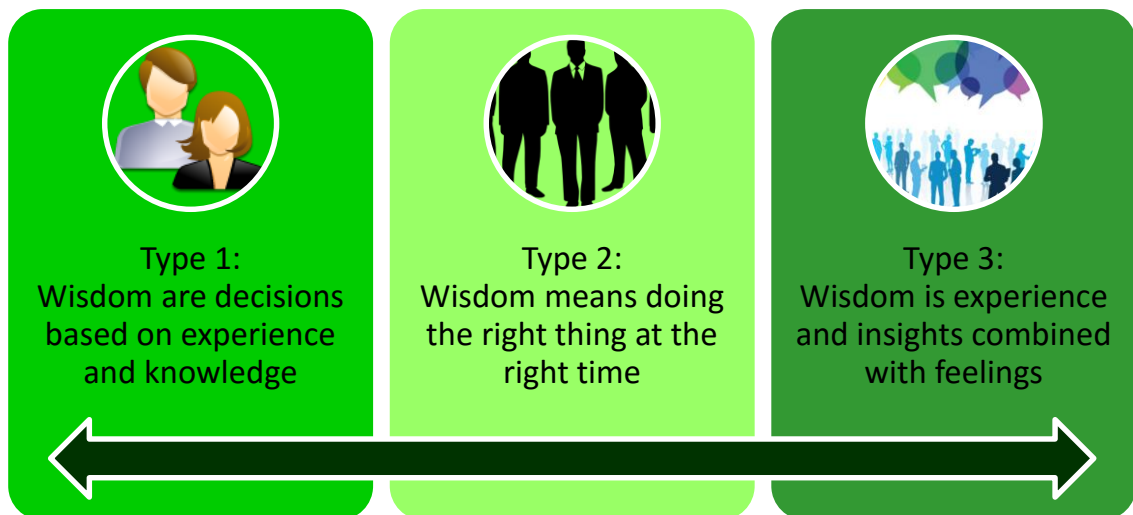 Type 1:
Wisdom are decisions
based on experience
and knowledge
Type 2:
Wisdom means doing
the right thing at the
right time
Type 3:
Wisdom is experience
and insights combined
with feelings